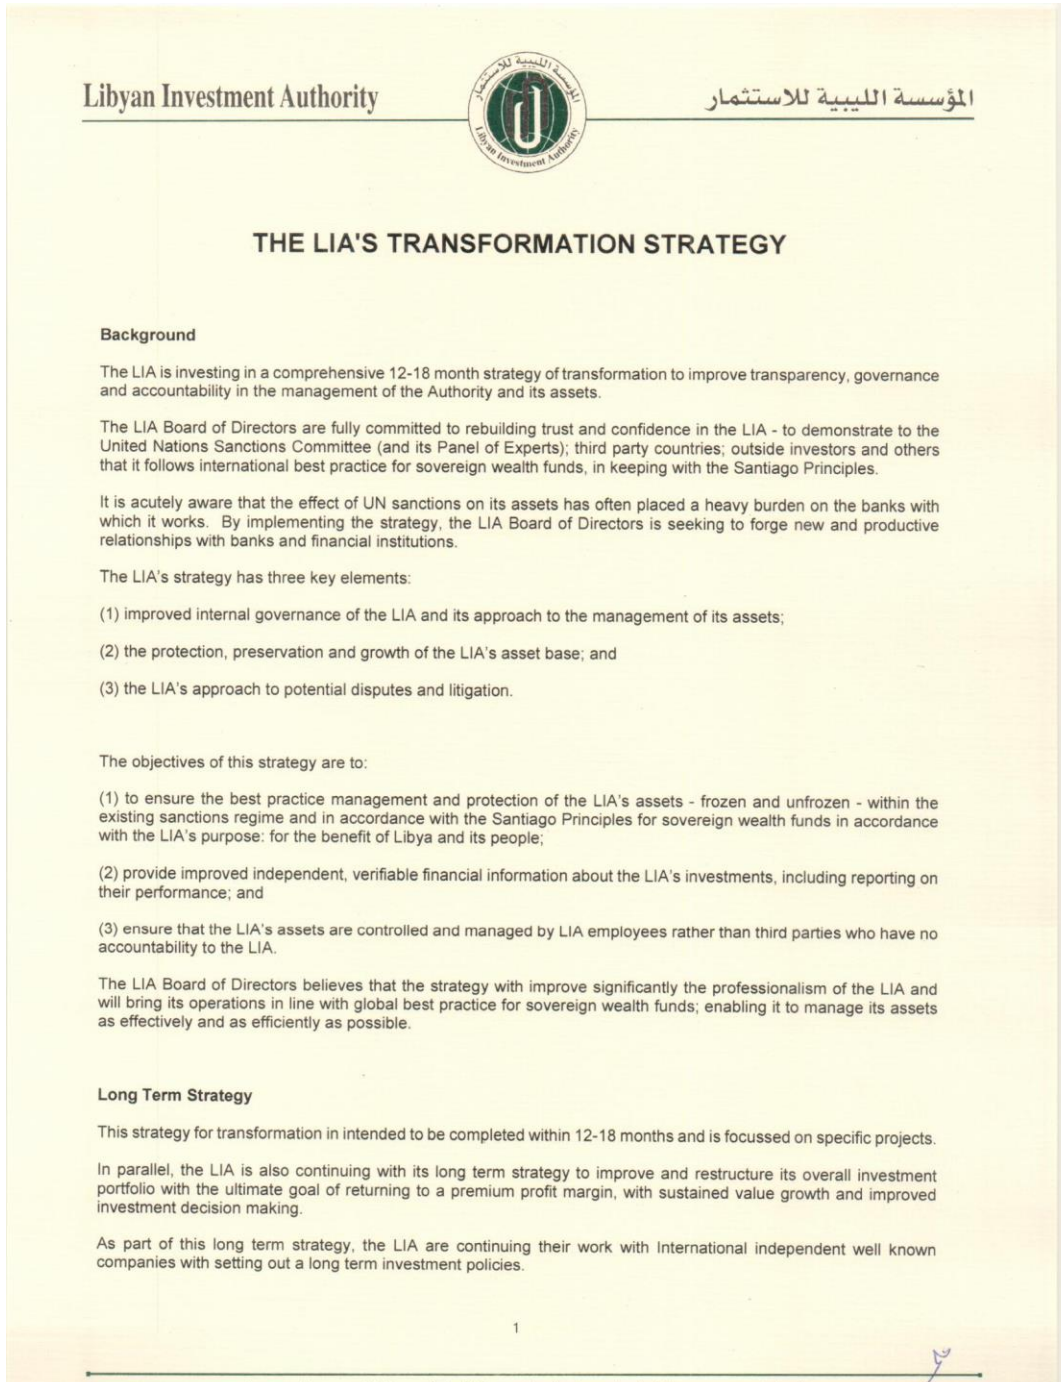 Libyan Investment Authority
المؤسسة الليبية للاستثمار
المؤسسة الليبية للاستثمار
Libyan Investment Authority
THE LIA'S TRANSFORMATION STRATEGY
Background
The LIA is investing in a comprehensive 12-18 month strategy of transformation to improve transparency, governance
and accountability in the management of the Authority and its assets.
The LIA Board of Directors are fully committed to rebuilding trust and confidence in the LIA - to demonstrate to the
United Nations Sanctions Committee (and its Panel of Experts); third party countries; outside investors and others
that it follows international best practice for sovereign wealth funds, in keeping with the Santiago Principles.
It is acutely aware that the effect of UN sanctions on its assets has often placed a heavy burden on the banks with
which it works. By implementing the strategy, the LIA Board of Directors is seeking to forge new and productive
relationships with banks and financial institutions.
The LIA's strategy has three key elements:
(1) improved internal governance of the LIA and its approach to the management of its assets;
(2) the protection, preservation and growth of the LIA's asset base; and
(3) the LIA's approach to potential disputes and litigation.
The objectives of this strategy are to:
(1) to ensure the best practice management and protection of the LIA's assets - frozen and unfrozen - within the
existing sanctions regime and in accordance with the Santiago Principles for sovereign wealth funds in accordance
with the LIA's purpose: for the benefit of Libya and its people;
(2) provide improved independent, verifiable financial information about the LIA's investments, including reporting on
their performance; and
(3) ensure that the LIA's assets are controlled and managed by LIA employees rather than third parties who have no
accountability to the LIA.
The LIA Board of Directors believes that the strategy with improve significantly the professionalism of the LIA and
will bring its operations in line with global best practice for sovereign wealth funds; enabling it to manage its assets
as effectively and as efficiently as possible.
Long Term Strategy
This strategy for transformation in intended to be completed within 12-18 months and is focussed on specific projects.
In parallel, the LIA is also continuing with its long term strategy to improve and restructure its overall investment
portfolio with the ultimate goal of returning to a premium profit margin, with sustained value growth and improved
investment decision making.
As part of this long term strategy, the LIA are continuing their work with International independent well known
companies with setting out a long term investment policies.
1